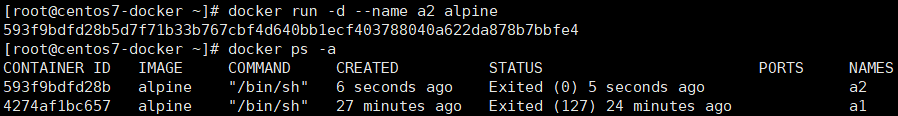 [root@centos7-docker ~]# docker run -d --name a2 alpine
593f9bdfd28b5d7f71b33b767cbf4d640bb1ecf403788040a622da878b7bbfe4
[root@centos7-docker ~]# docker ps -a
CONTAINER ID   IMAGE     COMMAND     CREATED          STATUS                        PORTS     NAMES
593f9bdfd28b   alpine    "/bin/sh"   6 seconds ago    Exited (0) 5 seconds ago                a2
4274af1bc657   alpine    "/bin/sh"   27 minutes ago   Exited (127) 24 minutes ago             a1